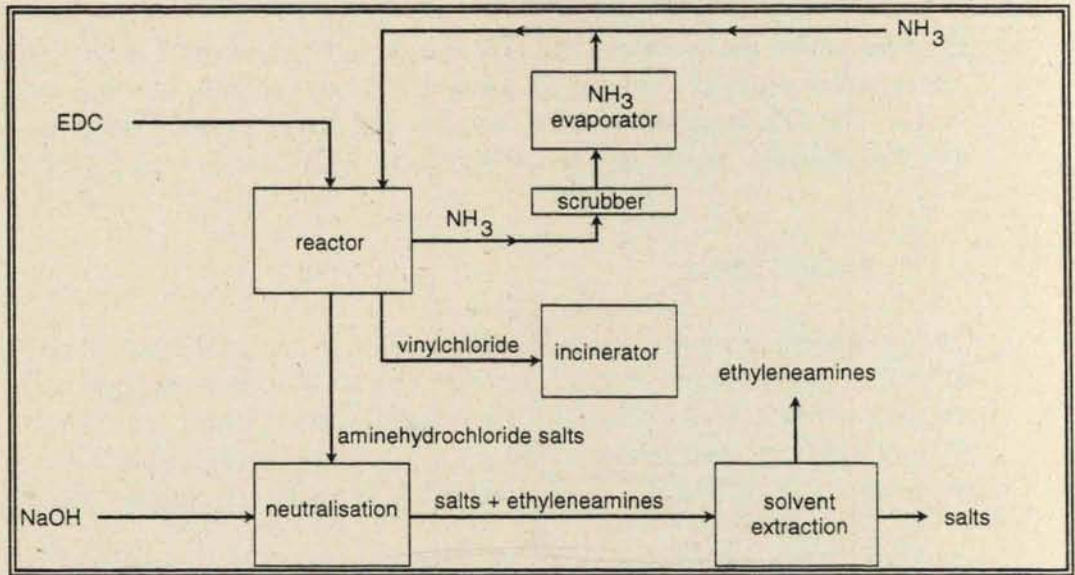 NH3
NH3
evaporator
EDC
scrubber
NH3
reactor
vinylchloride
incinerator
ethyleneamines
aminehydrochloride salts
NaOH
neutralisation
salts + ethyleneamines
solvent
extraction
salts